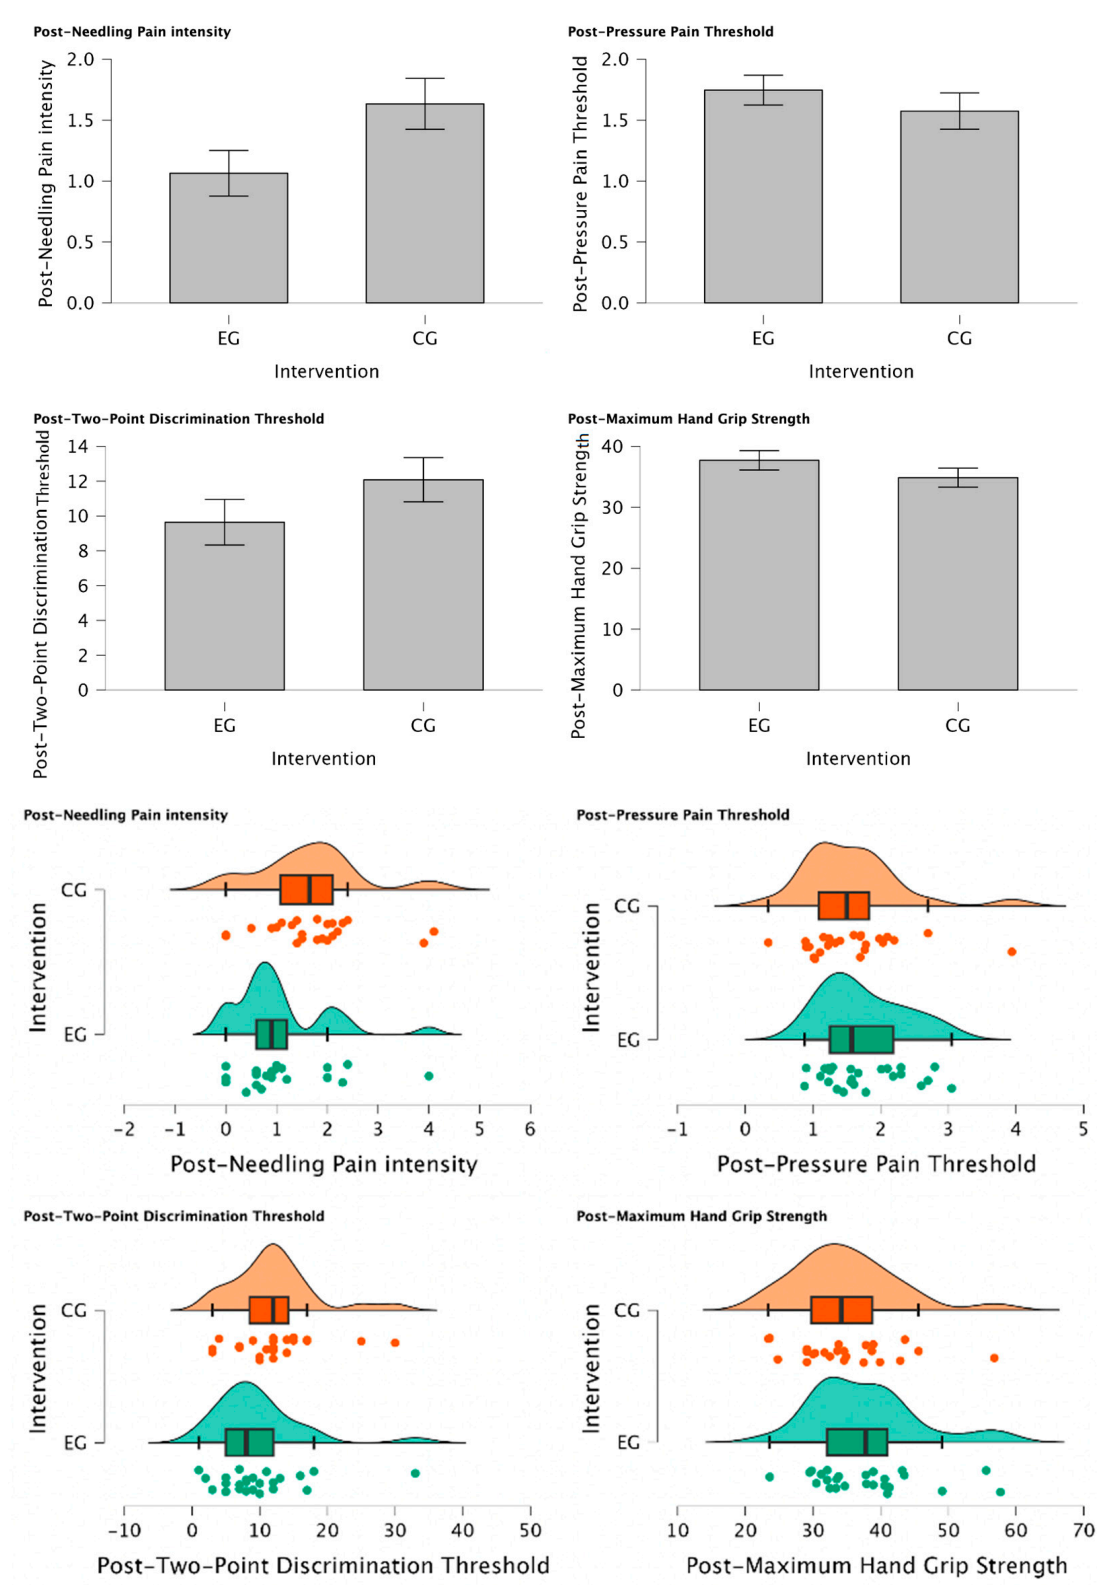 Post-Needling Pain intensity
Post-Needling Pain intensity
2.0
1.5
1.0
0.5
0.0
EG CG
Intervention
Post-Pressure Pain Threshold
Post-Pressure Pain Threshold
2.0
1.5
1.0
0.5
0.0
EG CG
Intervention
Post-Two-Point Discrimination Threshold
Post-Two-Point Discrimination Threshold
14
12
10
8
6
4
2
0
EG CG
Intervention
Post-Maximum Hand Grip Strength
Post-Maximum Hand Grip Strength
40
30
20
10
0
EG CG
Intervention
Post-Needling Pain intensity
Intervention
CG
EG
-2 -1 0 1 2 3 4 5 6
Post-Needling Pain intensity
Post-Pressure Pain Threshold
Intervention
CG
EG
-1 0 1 2 3 4 5
Post-Pressure Pain Threshold
Post-Two-Point Discrimination Threshold
Intervention
CG
EG
-10 0 10 20 30 40 50
Post-Two-Point Discrimination Threshold
Post-Maximum Hand Grip Strength
Intervention
CG
EG
10 20 30 40 50 60 70
Post-Maximum Hand Grip Strength